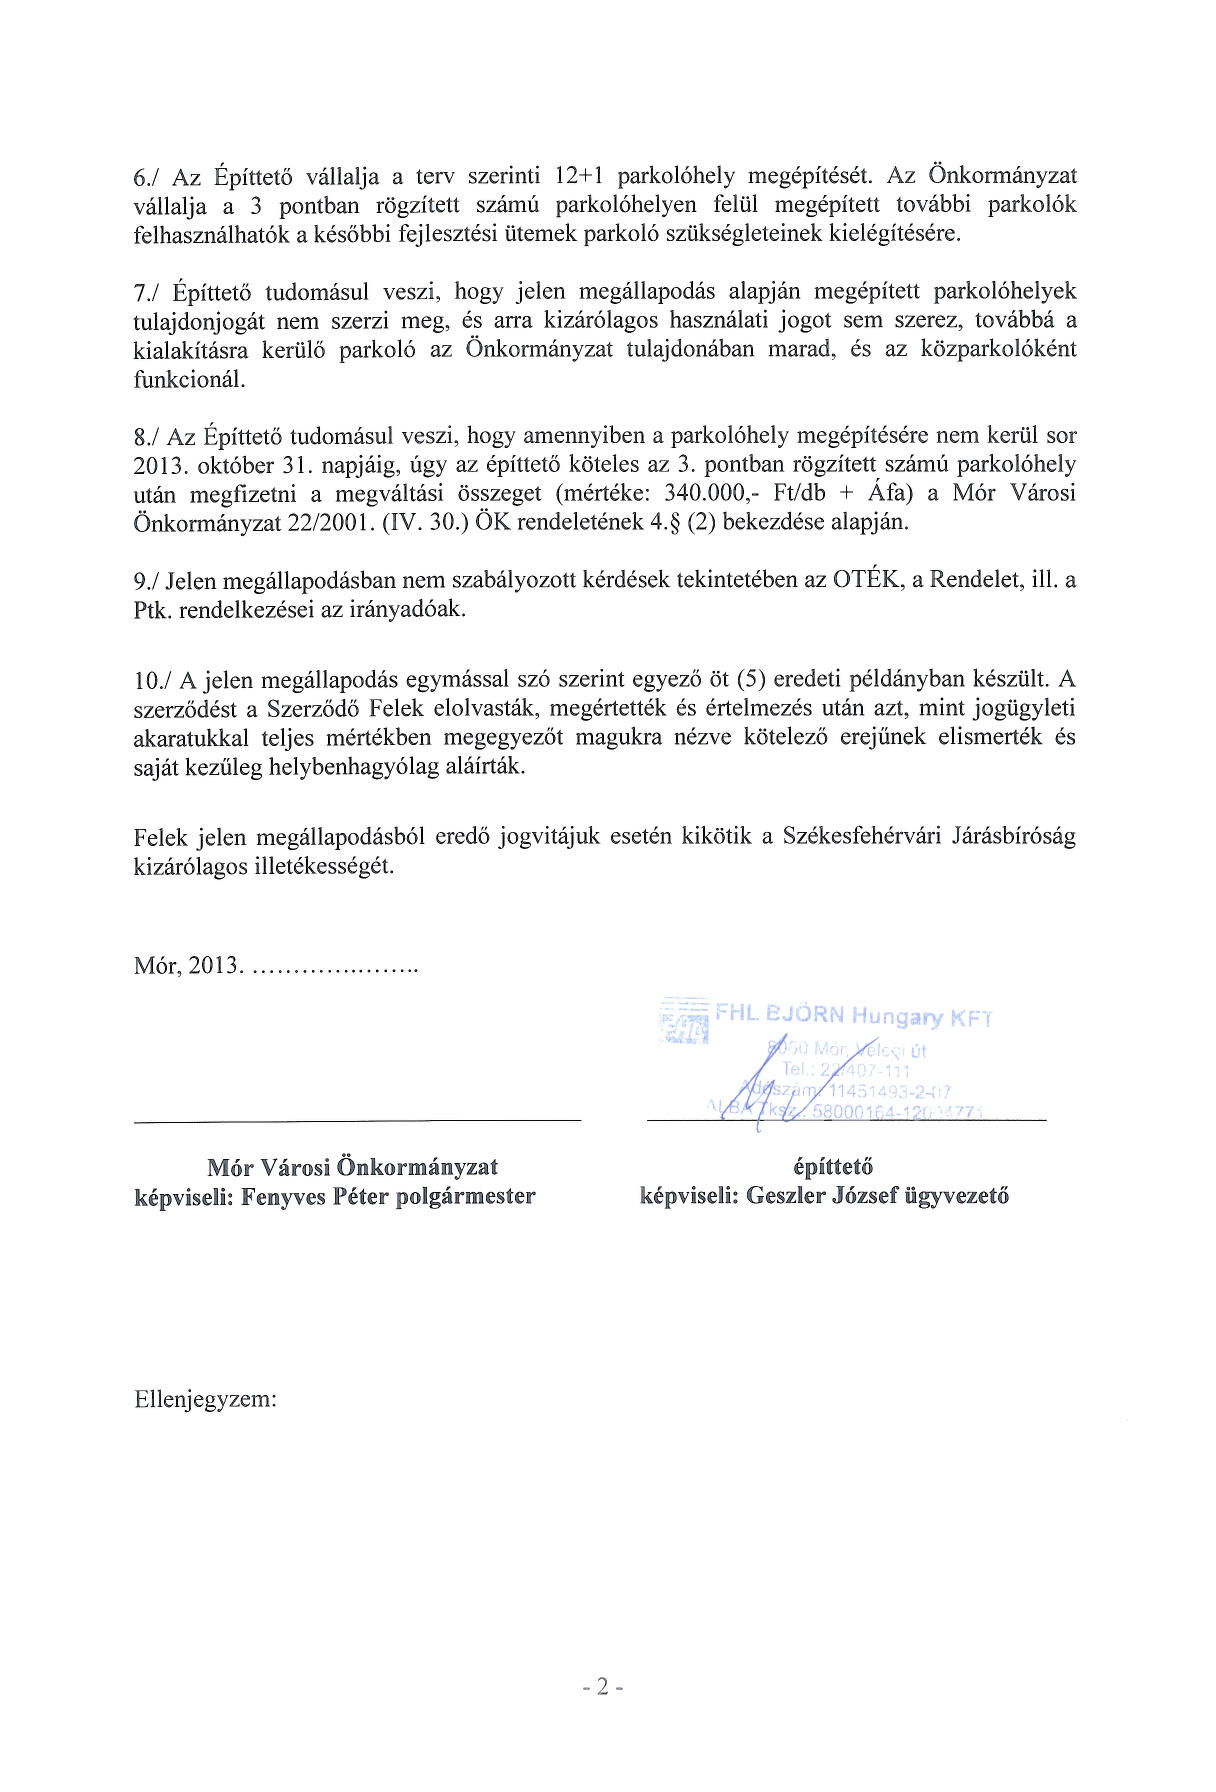 6./ Az Építtető vállalja a terv szerinti 12+1 parkolóhely megépítését. Az Önkormányzat
vállalja a 3 pontban rögzített számú parkolóhelyen felül megépített további parkolók
felhasználhatók a későbbi fejlesztési ütemek parkoló szükségleteinek kielégítésére.
7./ Építtető tudomásul veszi, hogy jelen megállapodás alapján megépített parkolóhelyek
tulajdonjogát nem szerzi meg, és arra kizárólagos használati jogot sem szerez, továbbá a
kialakításra kerülő parkoló az Önkormányzat tulajdonában marad, és az közparkolóként
funkcionál.
8./ Az Építtető tudomásul veszi, hogy amennyiben a parkolóhely megépítésére nem kerül sor
2013. október 31. napjáig, úgy az építtető köteles az 3. pontban rögzített számú parkolóhely
után megfizetni a megváltási összeget (mértéke: 340.000,- Ft/db + Áfa) a Mór Városi
Önkormányzat 22/2001. (IV. 30.) ÖK rendeletének 4.§ (2) bekezdése alapján.
9./ Jelen megállapodásban nem szabályozott kérdések tekintetében az OTÉK, a Rendelet, ill. a
Ptk. rendelkezései az irányadóak.
10./ A jelen megállapodás egymással szó szerint egyező öt (5) eredeti példányban készült. A
szerződést a Szerződő Felek elolvasták, megértették és értelmezés után azt, mint jogügyleti
akaratukkal teljes mértékben megegyezőt magukra nézve kötelező erejűnek elismerték és
saját kezűleg helybenhagyólag aláírták.
Felek jelen megállapodásból eredő jogvitájuk esetén kikötik a Székesfehérvári Járásbíróság
kizárólagos illetékességét.
Mór, 2013. .....................
FHL BJÖRN Hungary KFT
8060 Mór, Velegi út
Tel.: 22/407-111
Adószám: 11451493-2-07
Mór Városi Önkormányzat
képviseli: Fenyves Péter polgármester
építtető
képviseli: Geszler József ügyvezető
Ellenjegyzem:
- 2 -